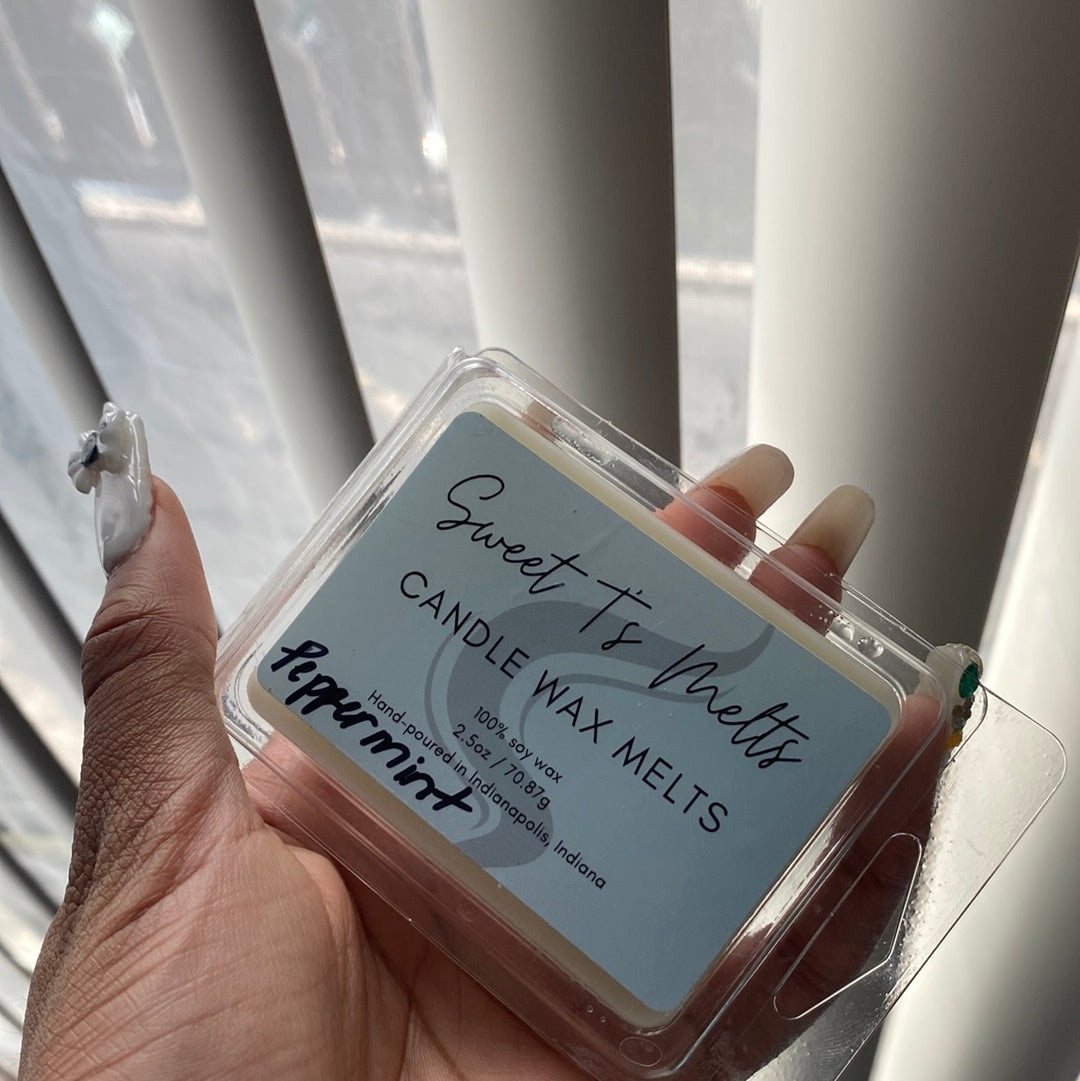 Sweet T's Melts
CANDLE WAX MELTS
100% soy wax
2.5oz / 70.87g
Hand-poured in Indianapolis, Indiana
Peppermint